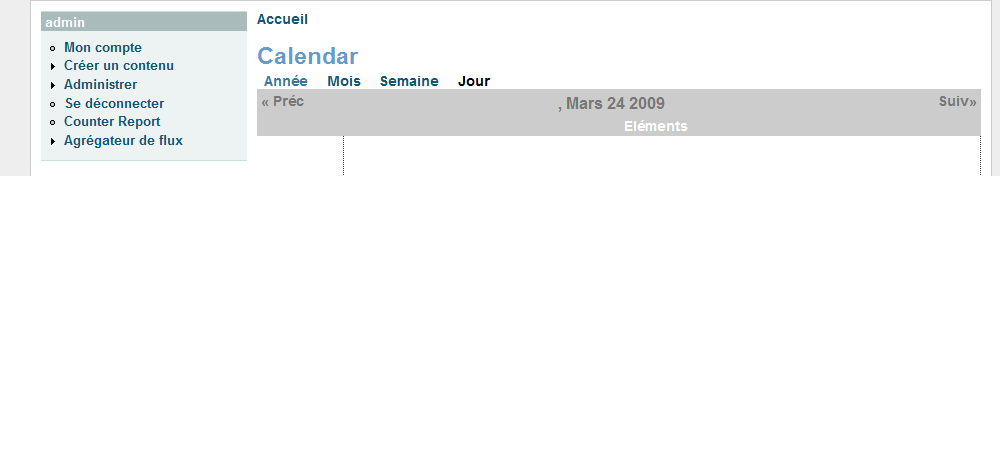 admin
Mon compte
Créer un contenu
Administrer
Se déconnecter
Counter Report
Agrégateur de flux
Accueil
Calendar
Année Mois Semaine Jour
« Préc , Mars 24 2009 Suiv»
Eléments